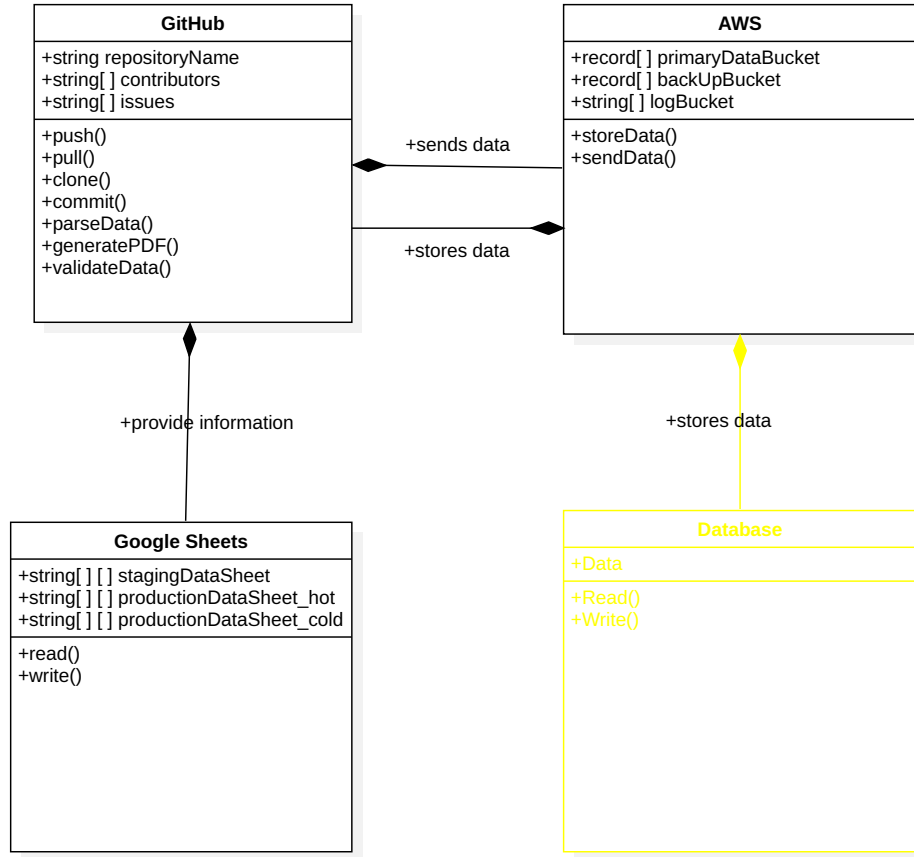 GitHub
+string repositoryName
+string[ ] contributors
+string[ ] issues
+push()
+pull()
+clone()
+commit()
+parseData()
+generatePDF()
+validateData()
+sends data
+stores data
AWS
+record[ ] primaryDataBucket
+record[ ] backUpBucket
+string[ ] logBucket
+storeData()
+sendData()
+provide information
+stores data
Google Sheets
+string[ ] [ ] stagingDataSheet
+string[ ] [ ] productionDataSheet_hot
+string[ ] [ ] productionDataSheet_cold
+read()
+write()
Database
+Data
+Read()
+Write()